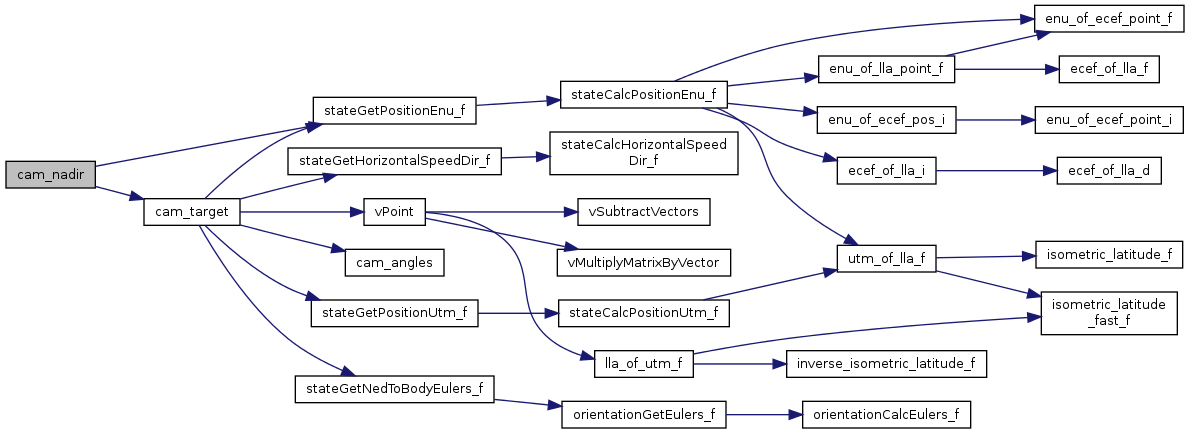 cam_nadir
cam_target
stateGetPositionEnu_f
stateGetHorizontalSpeedDir_f
vPoint
cam_angles
stateGetPositionUtm_f
stateGetNedToBodyEulers_f
stateCalcPositionEnu_f
stateCalcHorizontalSpeed
Dir_f
vSubtractVectors
vMultiplyMatrixByVector
stateCalcPositionUtm_f
lla_of_utm_f
orientationGetEulers_f
enu_of_lla_point_f
enu_of_ecef_pos_i
ecef_of_lla_i
utm_of_lla_f
inverse_isometric_latitude_f
orientationCalcEulers_f
enu_of_ecef_point_f
ecef_of_lla_f
enu_of_ecef_point_i
ecef_of_lla_d
isometric_latitude_f
isometric_latitude
_fast_f